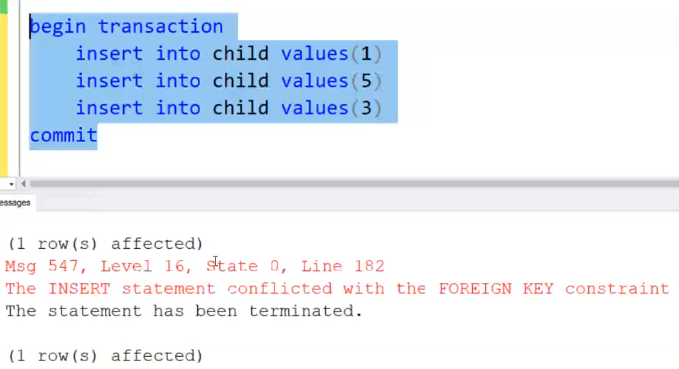 begin transaction
insert into child values(1)
insert into child values(5)
insert into child values(3)
commit
essages
(1 row(s) affected)
Msg 547, Level 16, State 0, Line 182
The INSERT statement conflicted with the FOREIGN KEY constraint
The statement has been terminated.
(1 row(s) affected)